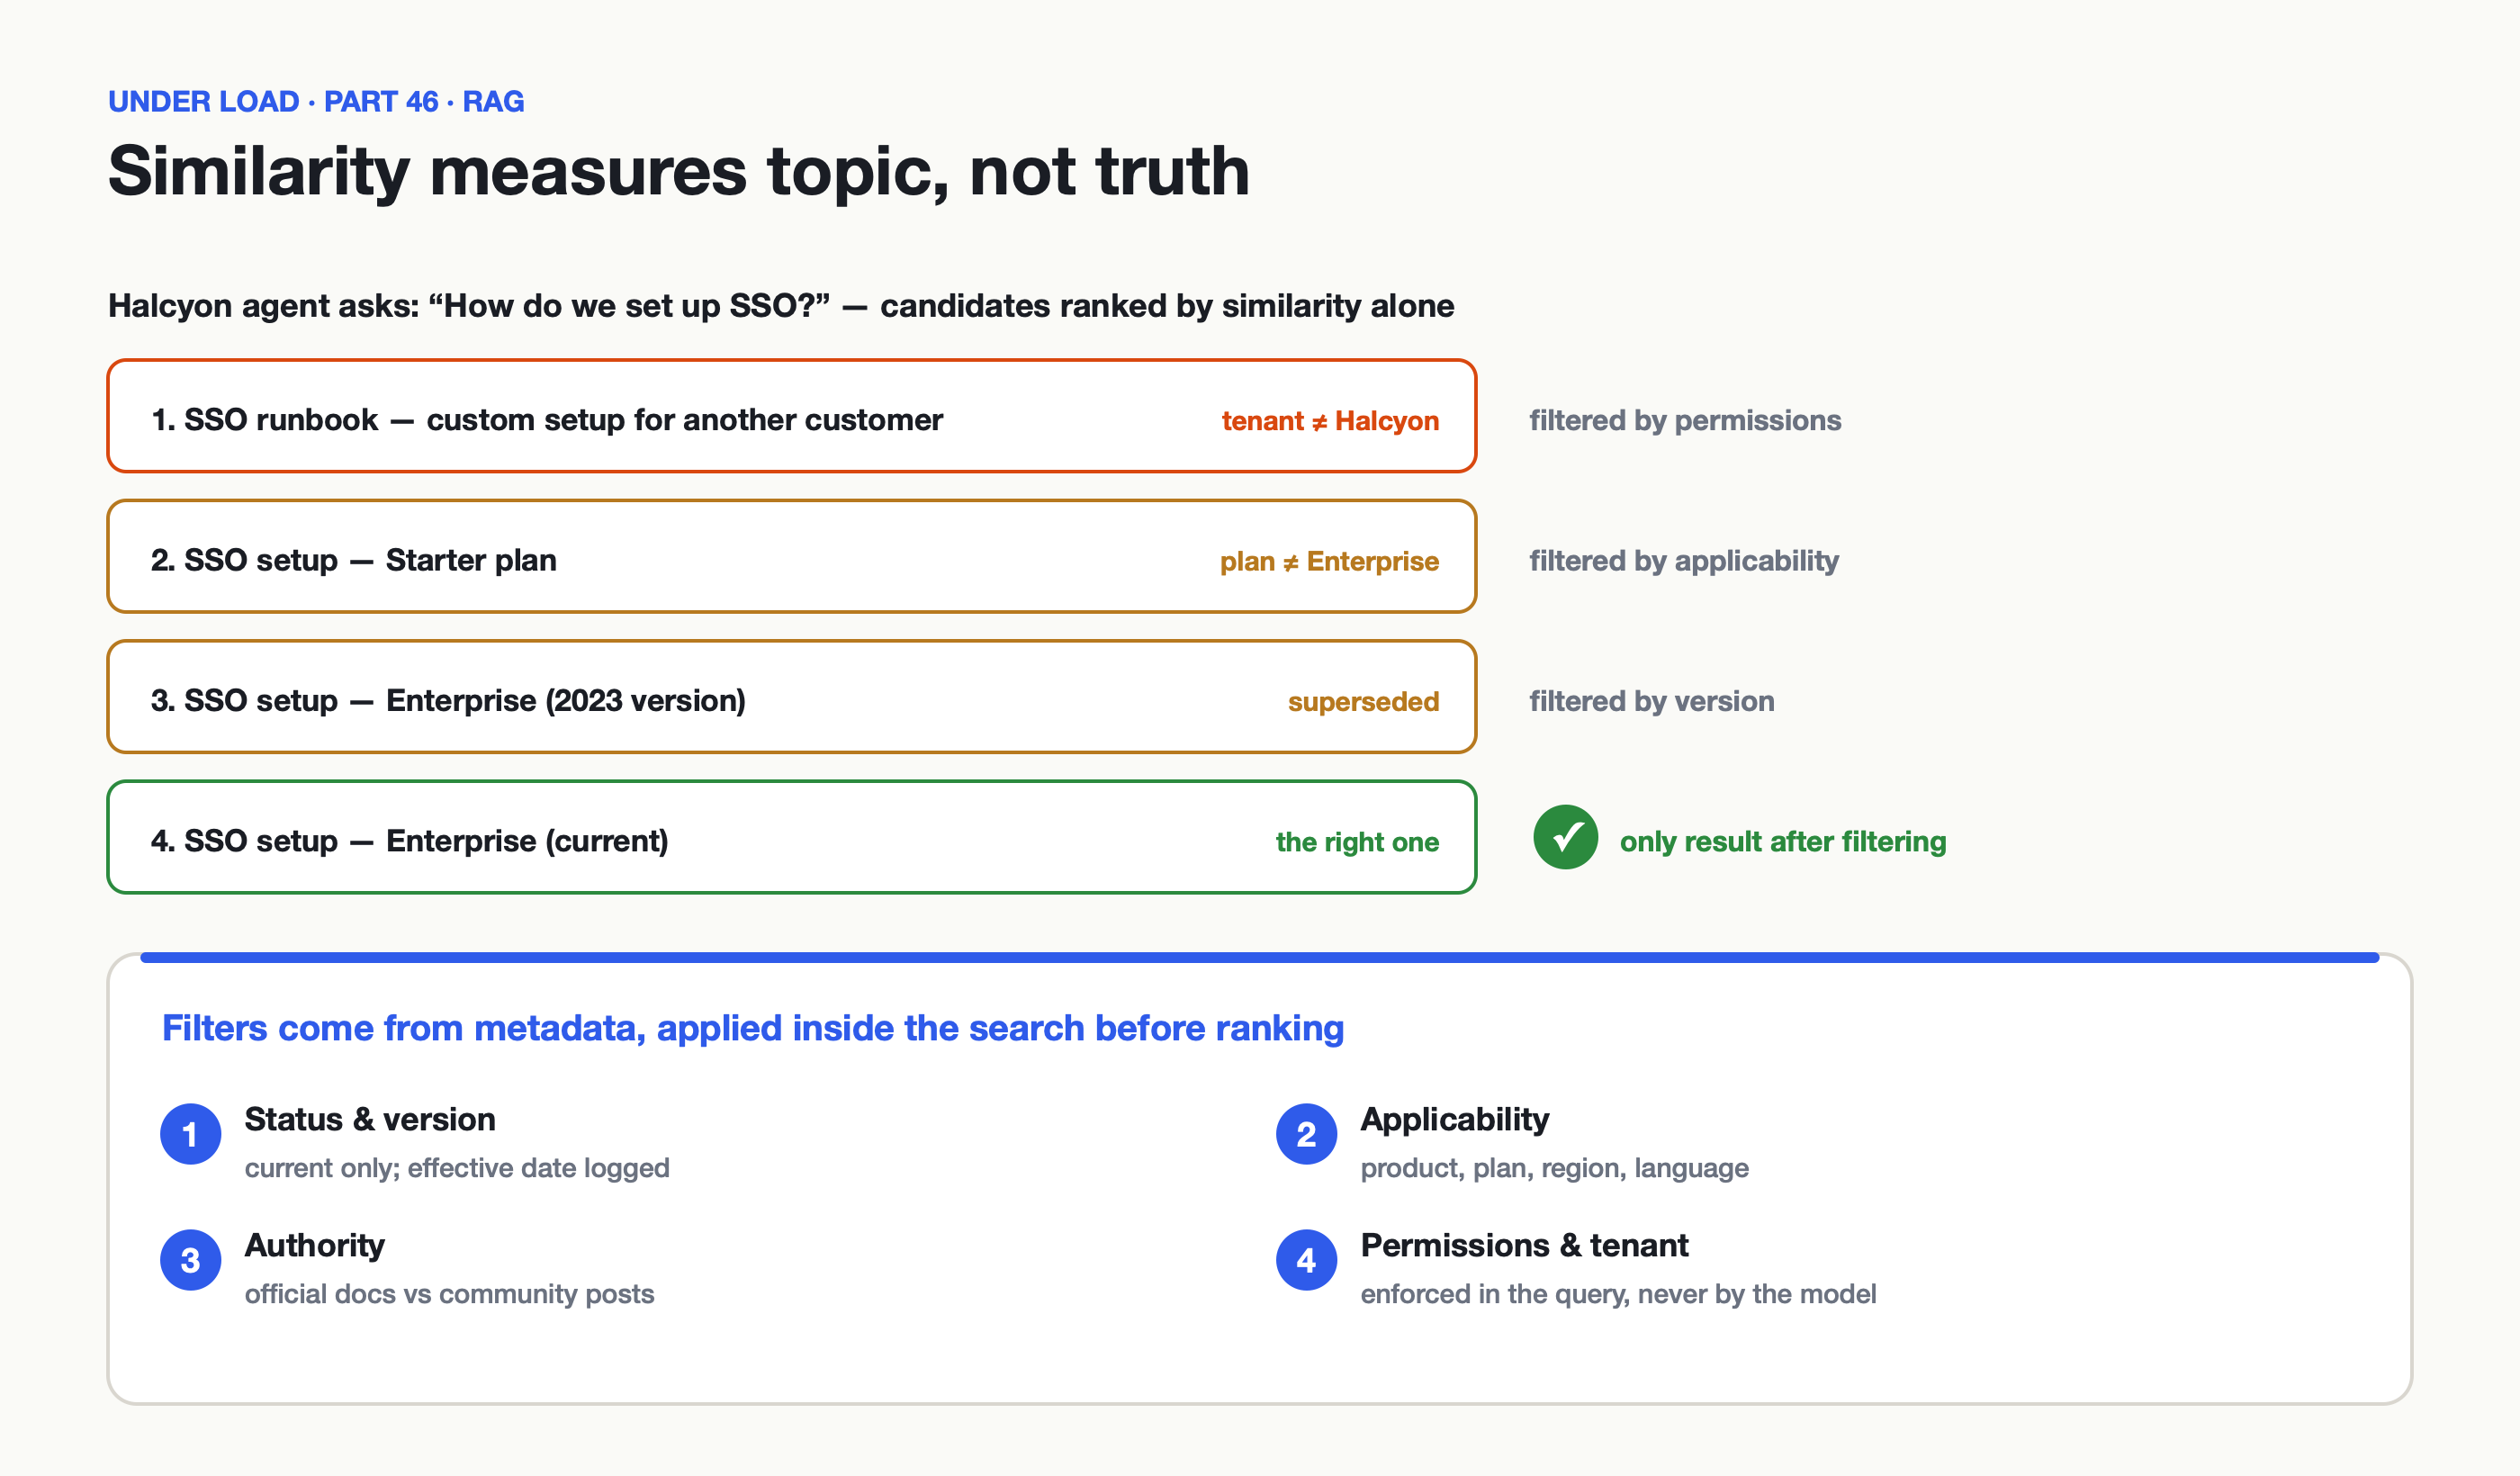 UNDER LOAD · PART 46 · RAG
Similarity measures topic, not truth
Halcyon agent asks: “How do we set up SSO?” — candidates ranked by similarity alone
1. SSO runbook — custom setup for another customer
tenant ≠ Halcyon
filtered by permissions
2. SSO setup — Starter plan
plan ≠ Enterprise
filtered by applicability
3. SSO setup — Enterprise (2023 version)
superseded
filtered by version
4. SSO setup — Enterprise (current)
the right one
only result after filtering
Filters come from metadata, applied inside the search before ranking
1
Status & version
current only; effective date logged
2
Applicability
product, plan, region, language
3
Authority
official docs vs community posts
4
Permissions & tenant
enforced in the query, never by the model